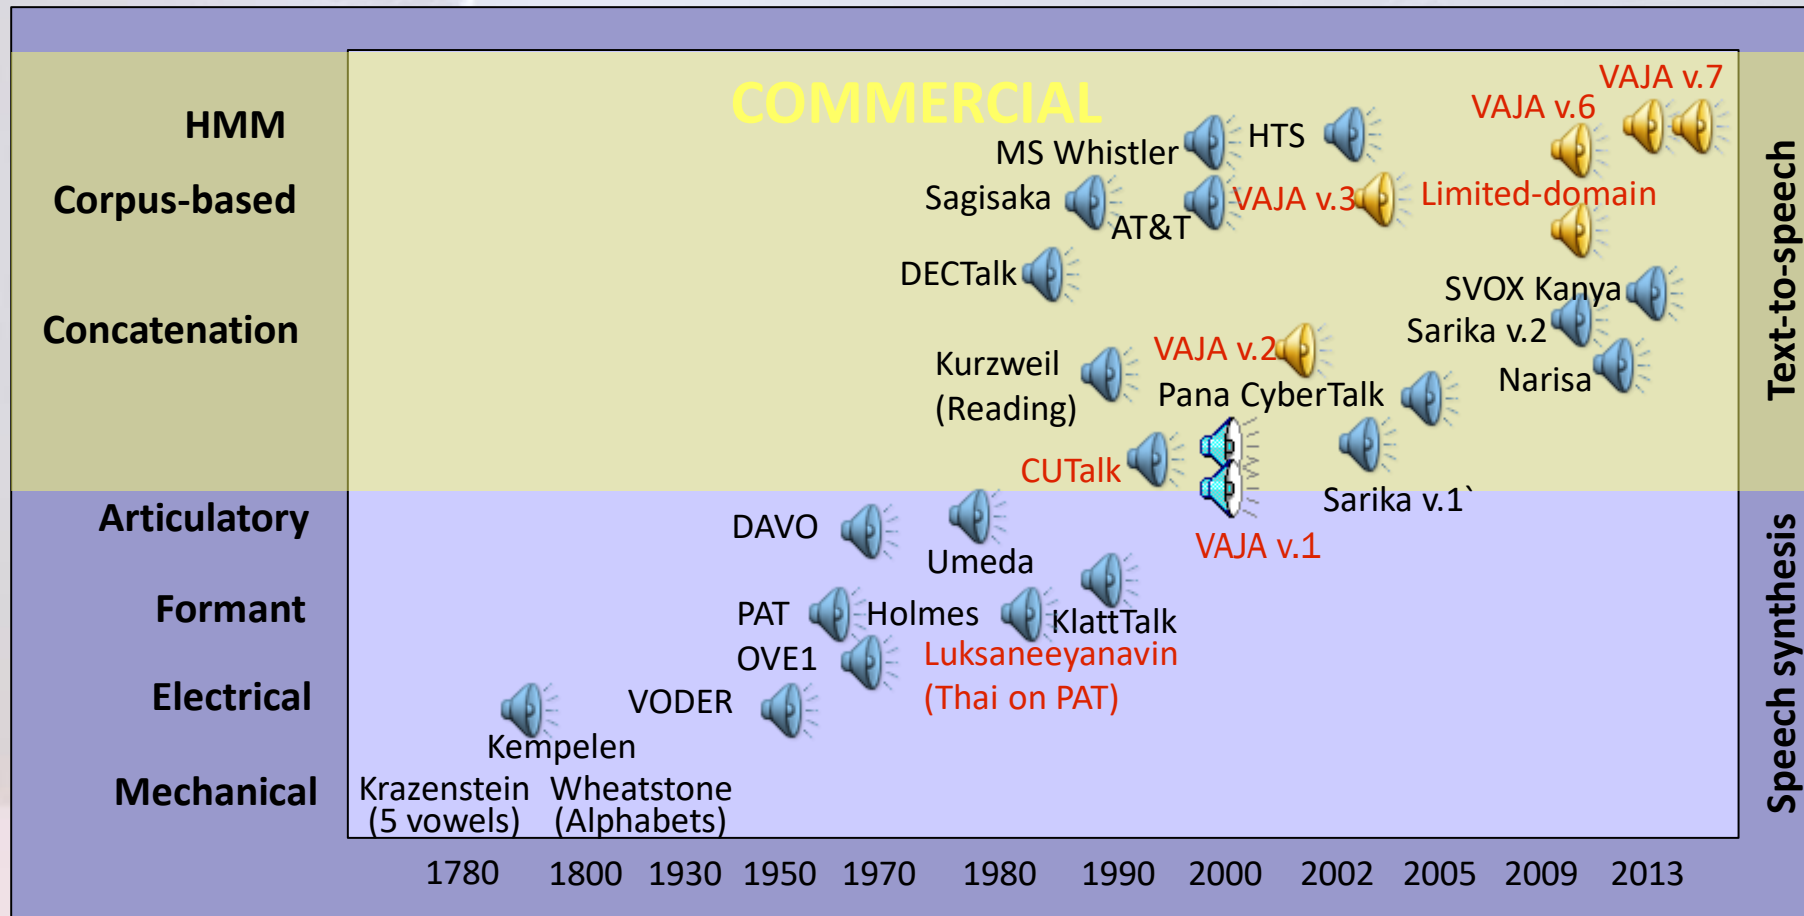 COMMERCIAL
VAJA v.7
VAJA v.6
HMM
MS Whistler
HTS
Corpus-based
Sagisaka
AT&T
VAJA v.3
Limited-domain
DECTalk
SVOX Kanya
Concatenation
Sarika v.2
VAJA v.2
Kurzweil
(Reading)
Pana CyberTalk
Narisa
CUTalk
Sarika v.1`
Text-to-speech
Articulatory
DAVO
Umeda
VAJA v.1
Formant
PAT
Holmes
KlattTalk
OVE1
Luksaneeyanavin
(Thai on PAT)
Electrical
VODER
Kempelen
Mechanical
Krazenstein
(5 vowels)
Wheatstone
(Alphabets)
Speech synthesis
1780 1800 1930 1950 1970 1980 1990 2000 2002 2005 2009 2013